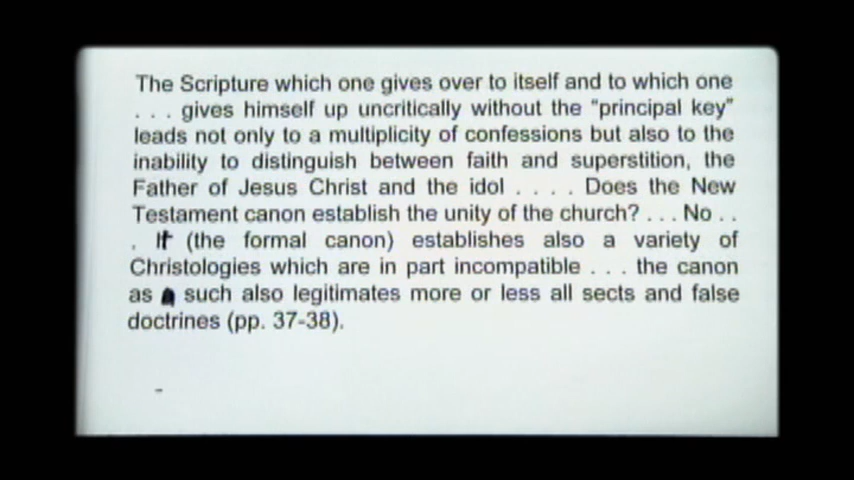 The Scripture which one gives over to itself and to which one
. . . gives himself up uncritically without the “principal key”
leads not only to a multiplicity of confessions but also to the
inability to distinguish between faith and superstition, the
Father of Jesus Christ and the idol . . . . Does the New
Testament canon establish the unity of the church? . . . No . .
. It (the formal canon) establishes also a variety of
Christologies which are in part incompatible . . . the canon
as such also legitimates more or less all sects and false
doctrines (pp. 37-38).